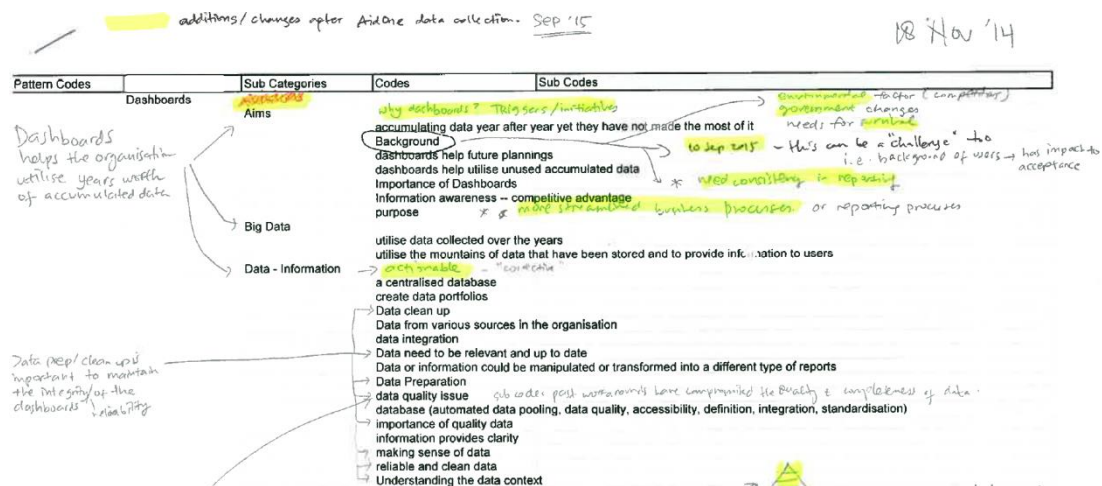 additions/changes after AidOne data collection. Sep '15
18 Nov '14
Pattern Codes Sub Categories Codes Sub Codes
Dashboards
Aims
why dashboards? Triggers/initiatives
environmental factor (competitors)
government changes
needs for survival
accumulating data year after year yet they have not made the most of it
Background
10 Sep 2015 - this can be a "challenge" too
i.e. background of users → has impact to acceptance
dashboards help future plannings
dashboards help utilise unused accumulated data
Importance of Dashboards
* need consistency in reporting
Information awareness -- competitive advantage
purpose * * more streamlined business processes or reporting processes
Dashboards
helps the organisation
utilise years worth
of accumulated data
Big Data
utilise data collected over the years
utilise the mountains of data that have been stored and to provide information to users
Data - Information → actionable - "corrective"
a centralised database
create data portfolios
Data clean up
Data from various sources in the organisation
data integration
Data need to be relevant and up to date
Data or information could be manipulated or transformed into a different type of reports
Data Preparation
data quality issue sub codes: past workarounds have compromised the quality & completeness of data.
database (automated data pooling, data quality, accessibility, definition, integration, standardisation)
importance of quality data
information provides clarity
making sense of data
reliable and clean data
Understanding the data context
Data prep/clean up is
important to maintain
the integrity of the
dashboards
reliability